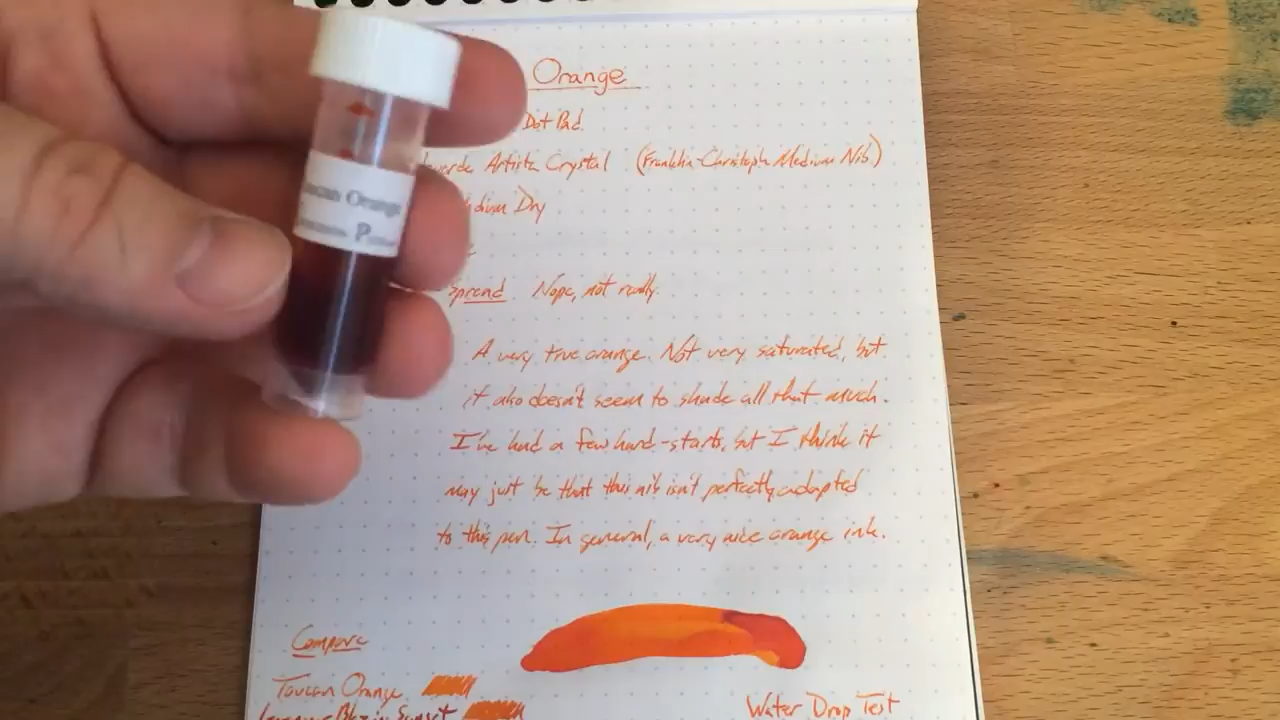 Orange
Dot Pad
Artista Crystal (Franklin-Christoph Medium Nib)
Dry
Orange
Spread Nope, not really.
A very true orange. Not very saturated, but
it also doesn't seem to shade all that much.
I've had a few hard-starts, but I think it
may just be that this nib isn't perfectly adapted
to this pen. In general, a very nice orange ink.
Compare
Toucan Orange
Sunset
Water Drop Test